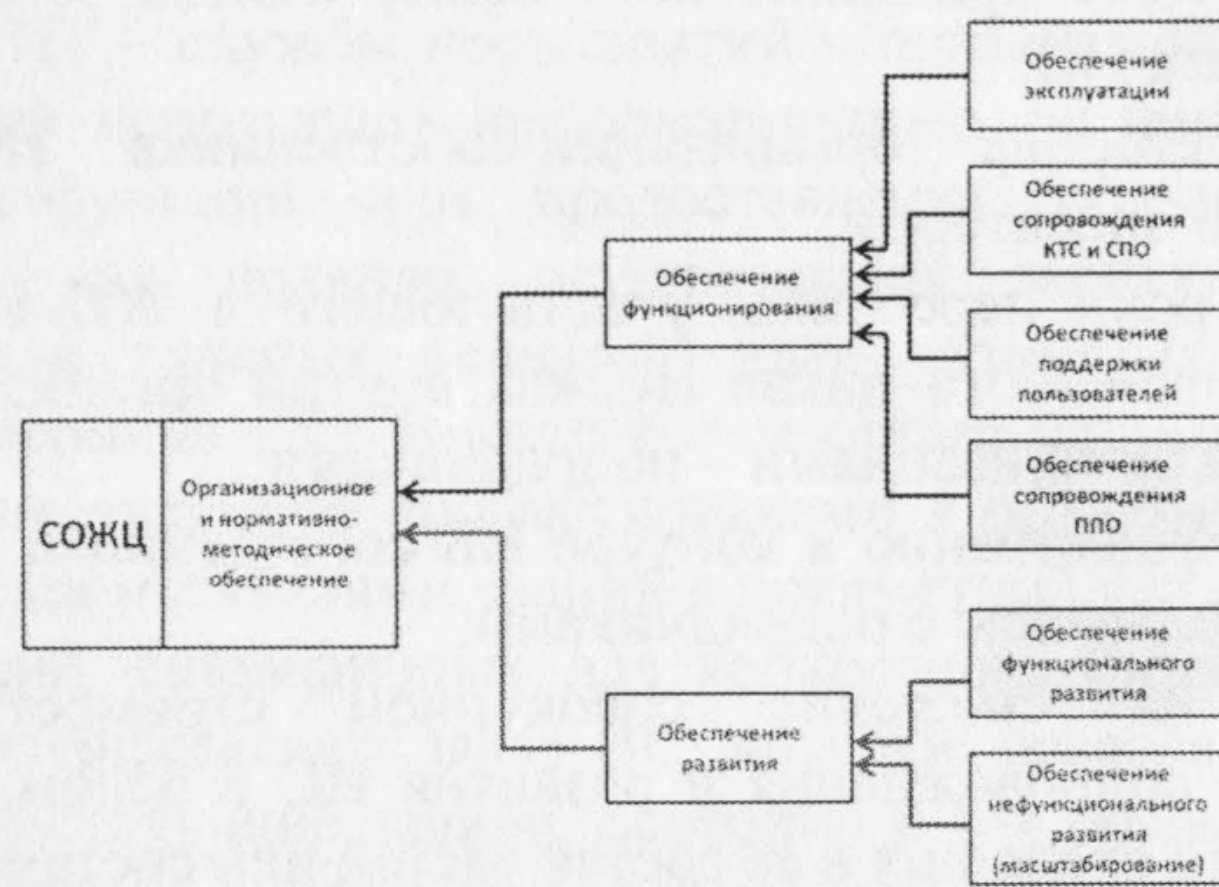 Обеспечение
эксплуатации
Обеспечение
сопровождения
КТС и СПО
Обеспечение
функционирования
Обеспечение
поддержки
пользователей
Обеспечение
сопровождения
ППО
СОЖЦ
Организационное
и нормативно-
методическое
обеспечение
Обеспечение
функционального
развития
Обеспечение
развития
Обеспечение
нефункционального
развития
(масштабирование)